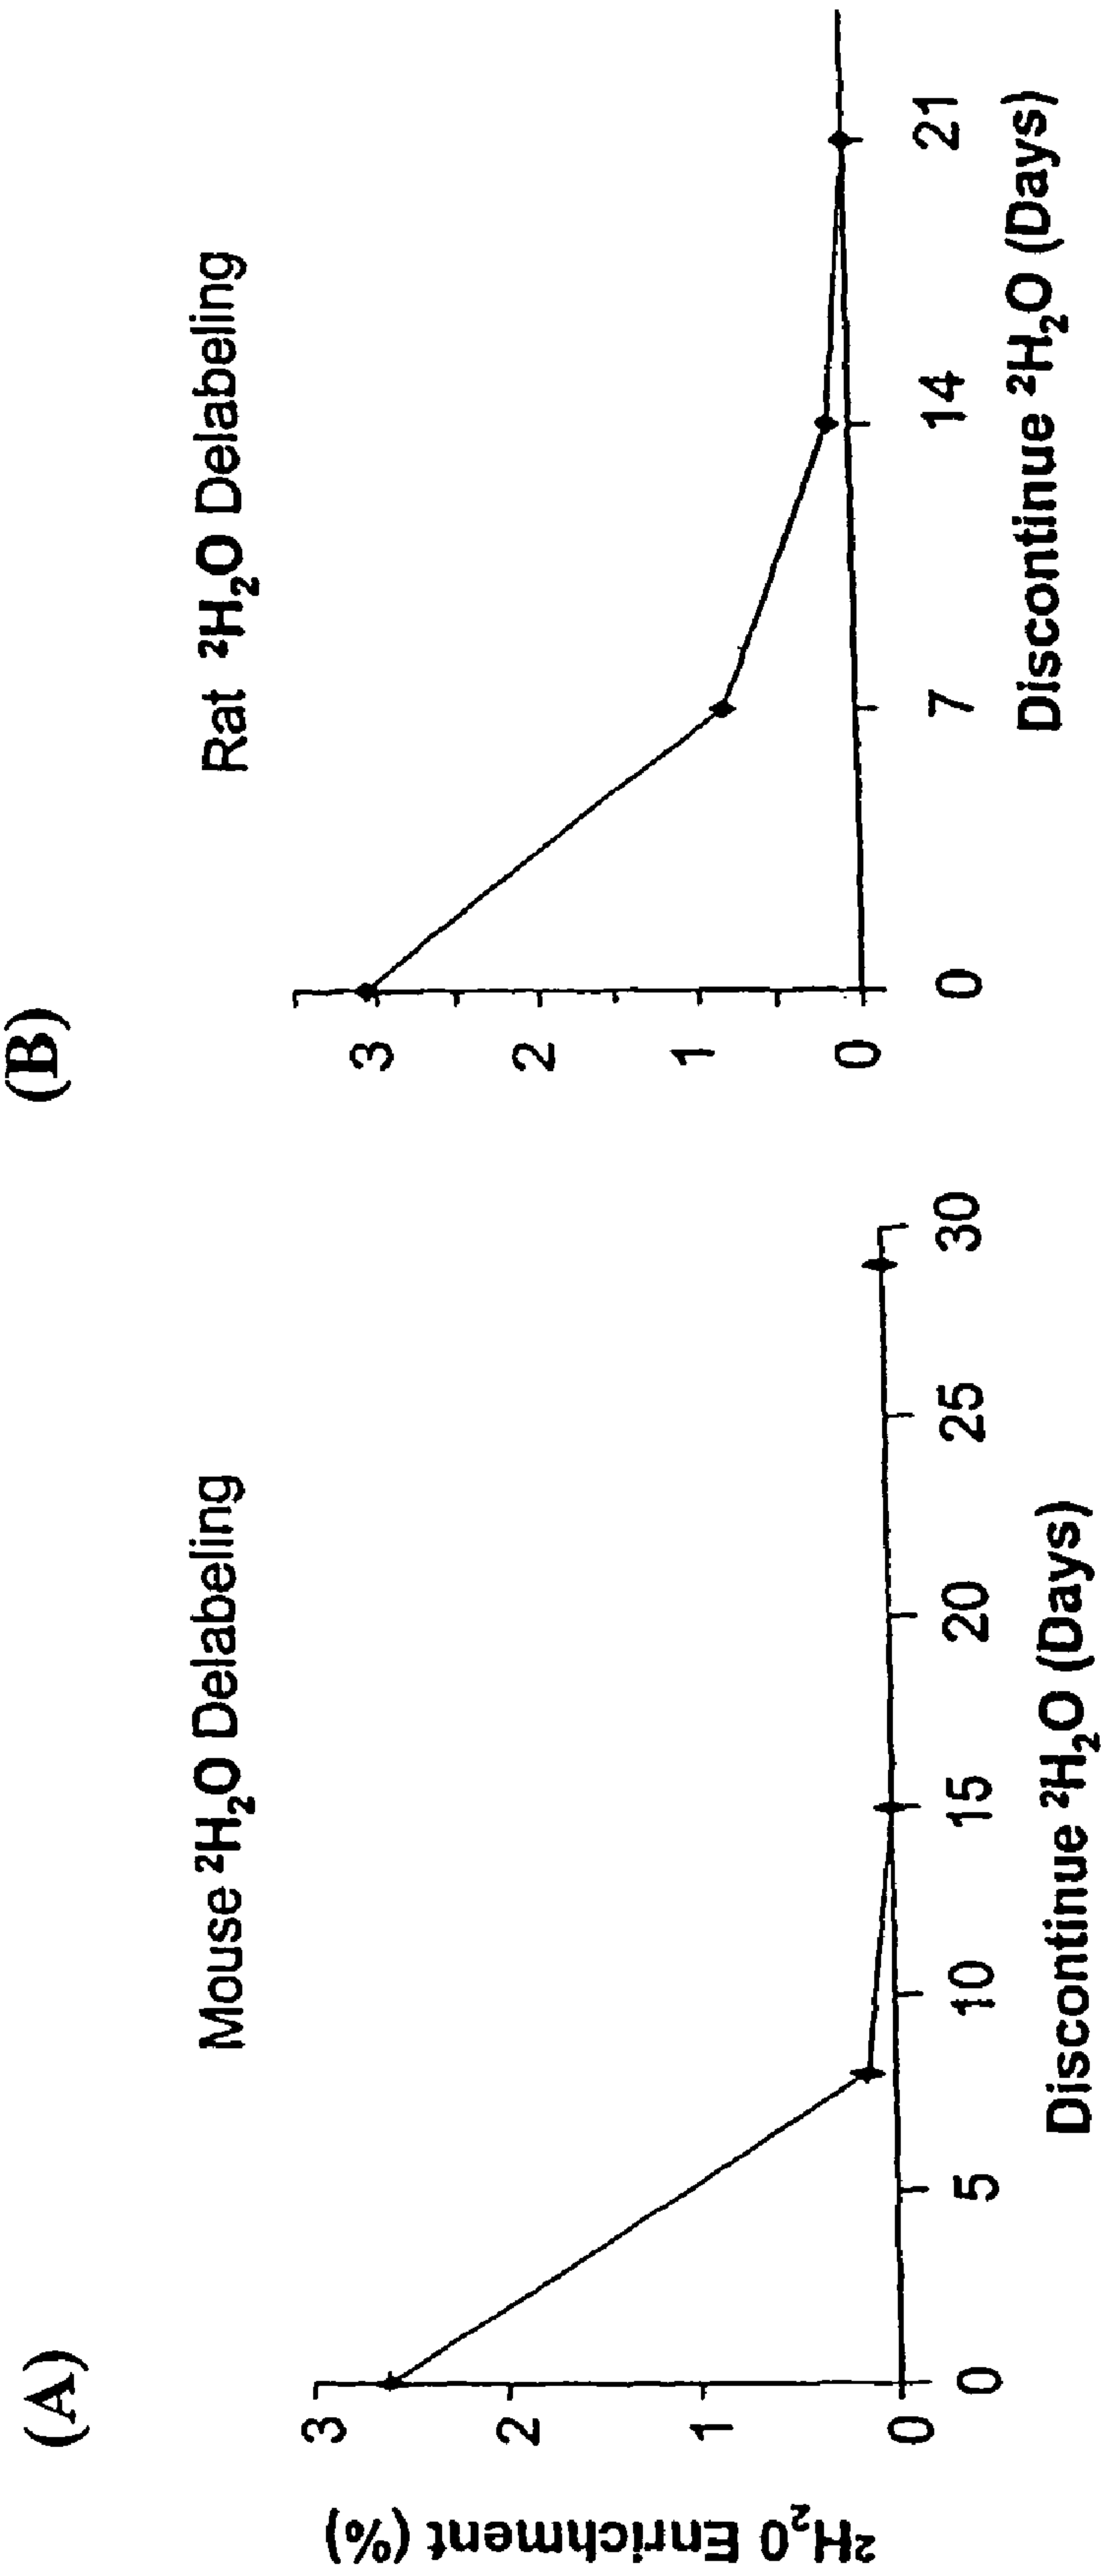 (A)
Mouse ²H₂O Delabeling
²H₂0 Enrichment (%)
3
2
1
0
0 5 10 15 20 25 30
Discontinue ²H₂O (Days)
(B)
Rat ²H₂O Delabeling
3
2
1
0
0 7 14 21
Discontinue ²H₂O (Days)